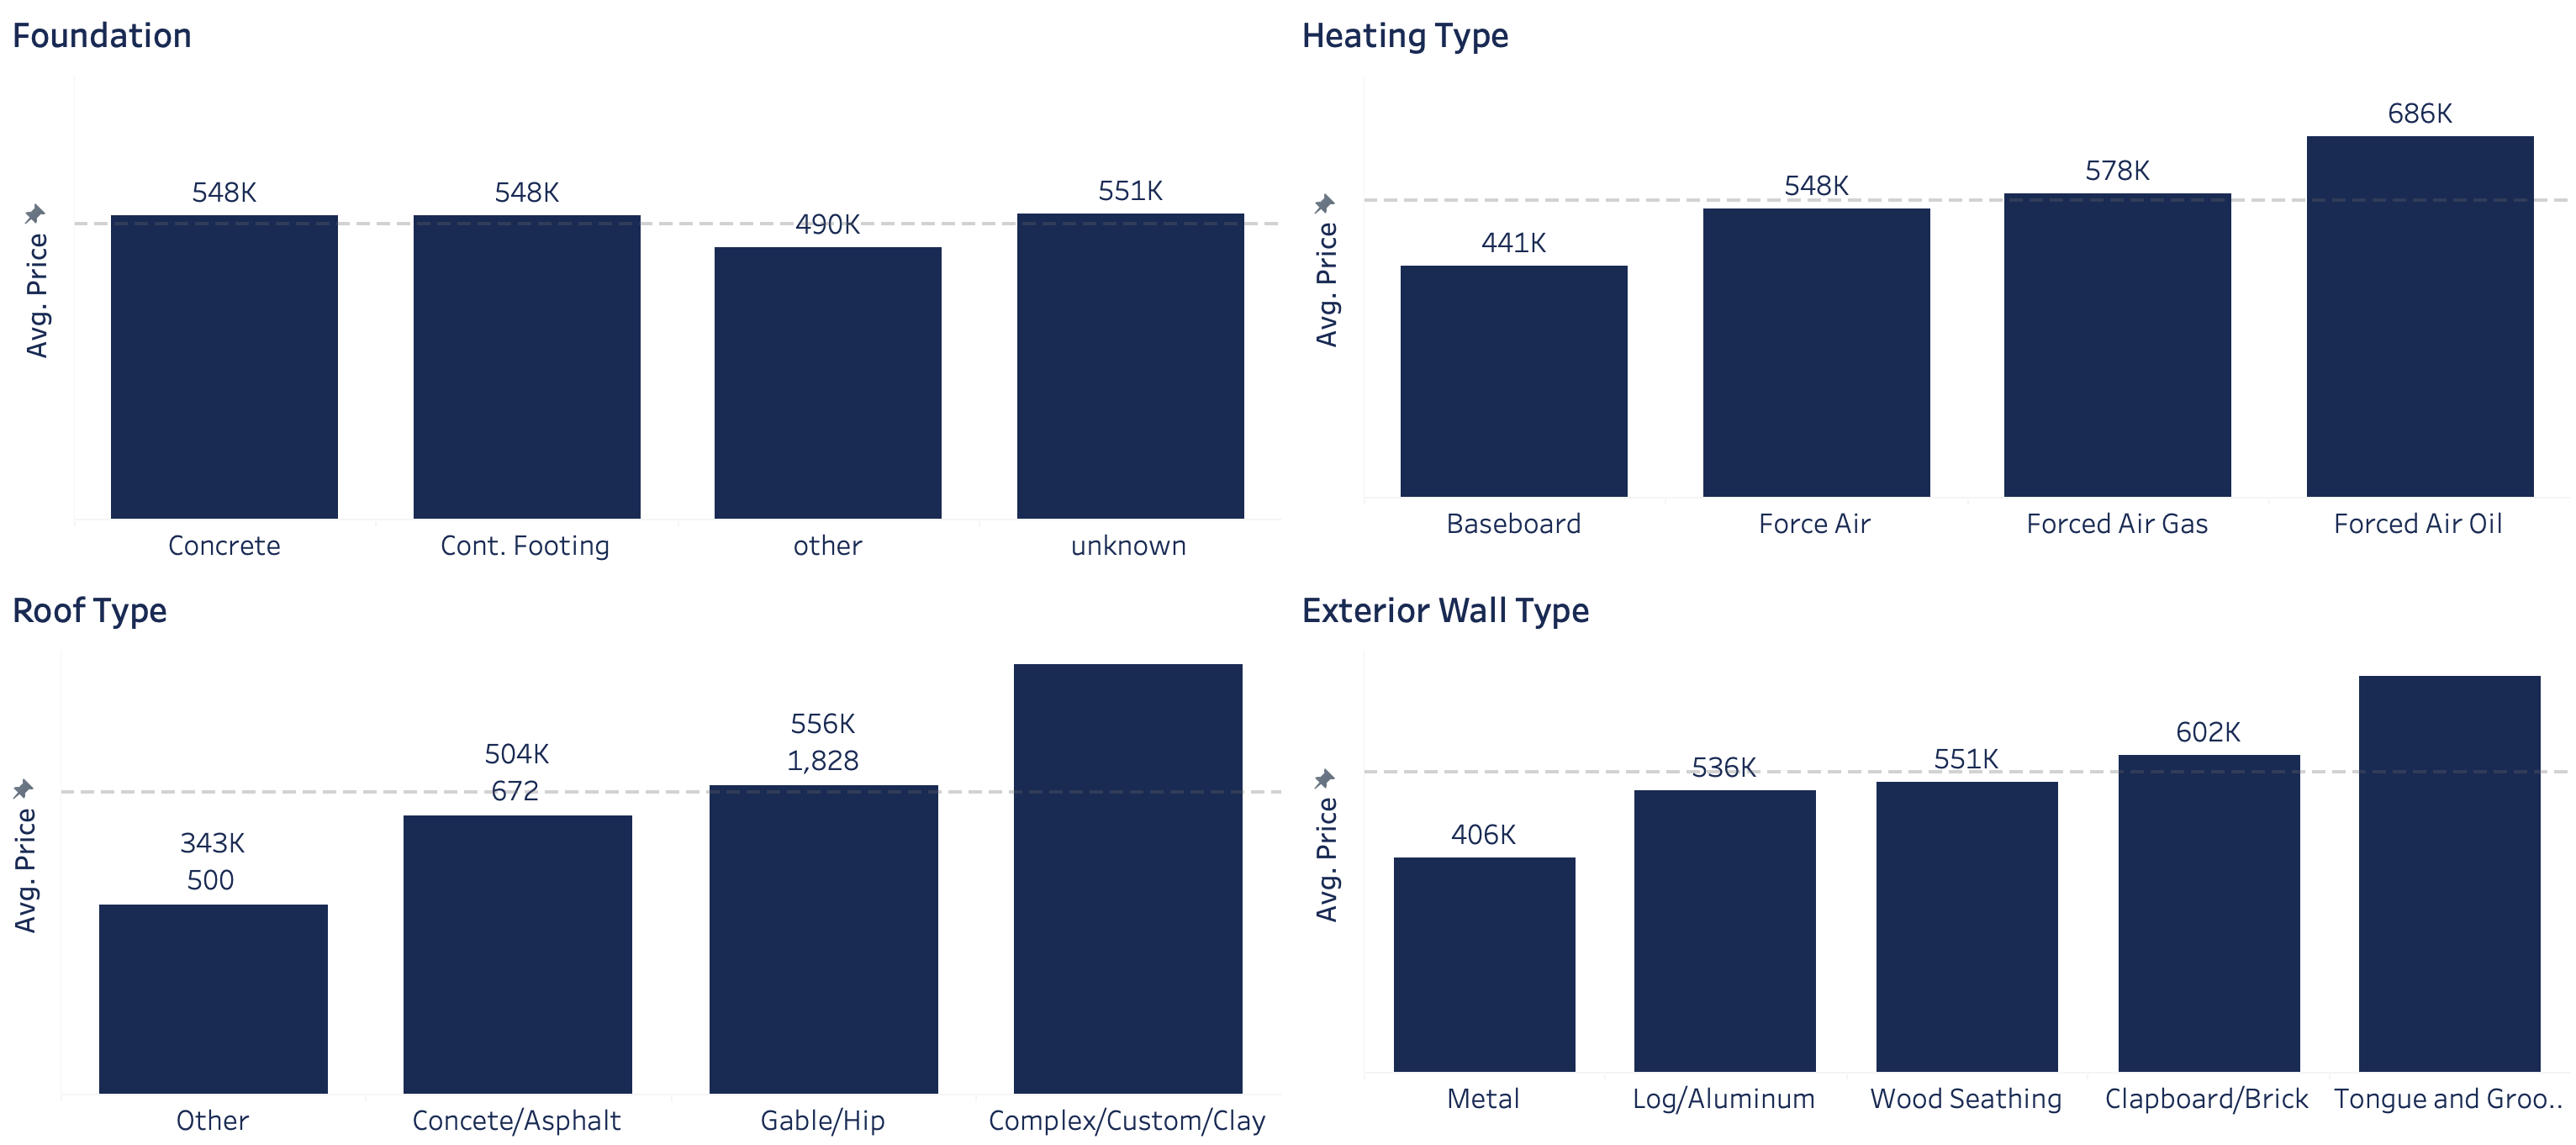 Foundation
Avg. Price
548K
548K
490K
551K
Concrete
Cont. Footing
other
unknown
Heating Type
Avg. Price
441K
548K
578K
686K
Baseboard
Force Air
Forced Air Gas
Forced Air Oil
Roof Type
Avg. Price
343K
500
504K
672
556K
1,828
Other
Concete/Asphalt
Gable/Hip
Complex/Custom/Clay
Exterior Wall Type
Avg. Price
406K
536K
551K
602K
Metal
Log/Aluminum
Wood Seathing
Clapboard/Brick
Tongue and Groo..